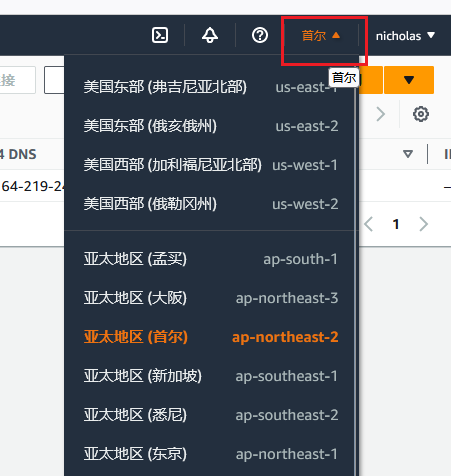 首尔 nicholas
接
首尔
美国东部 (弗吉尼亚北部) us-east-1
美国东部 (俄亥俄州) us-east-2
4 DNS
美国西部 (加利福尼亚北部) us-west-1
64-219-24
美国西部 (俄勒冈州) us-west-2
1
亚太地区 (孟买) ap-south-1
亚太地区 (大阪) ap-northeast-3
亚太地区 (首尔) ap-northeast-2
亚太地区 (新加坡) ap-southeast-1
亚太地区 (悉尼) ap-southeast-2
亚太地区 (东京) ap-northeast-1